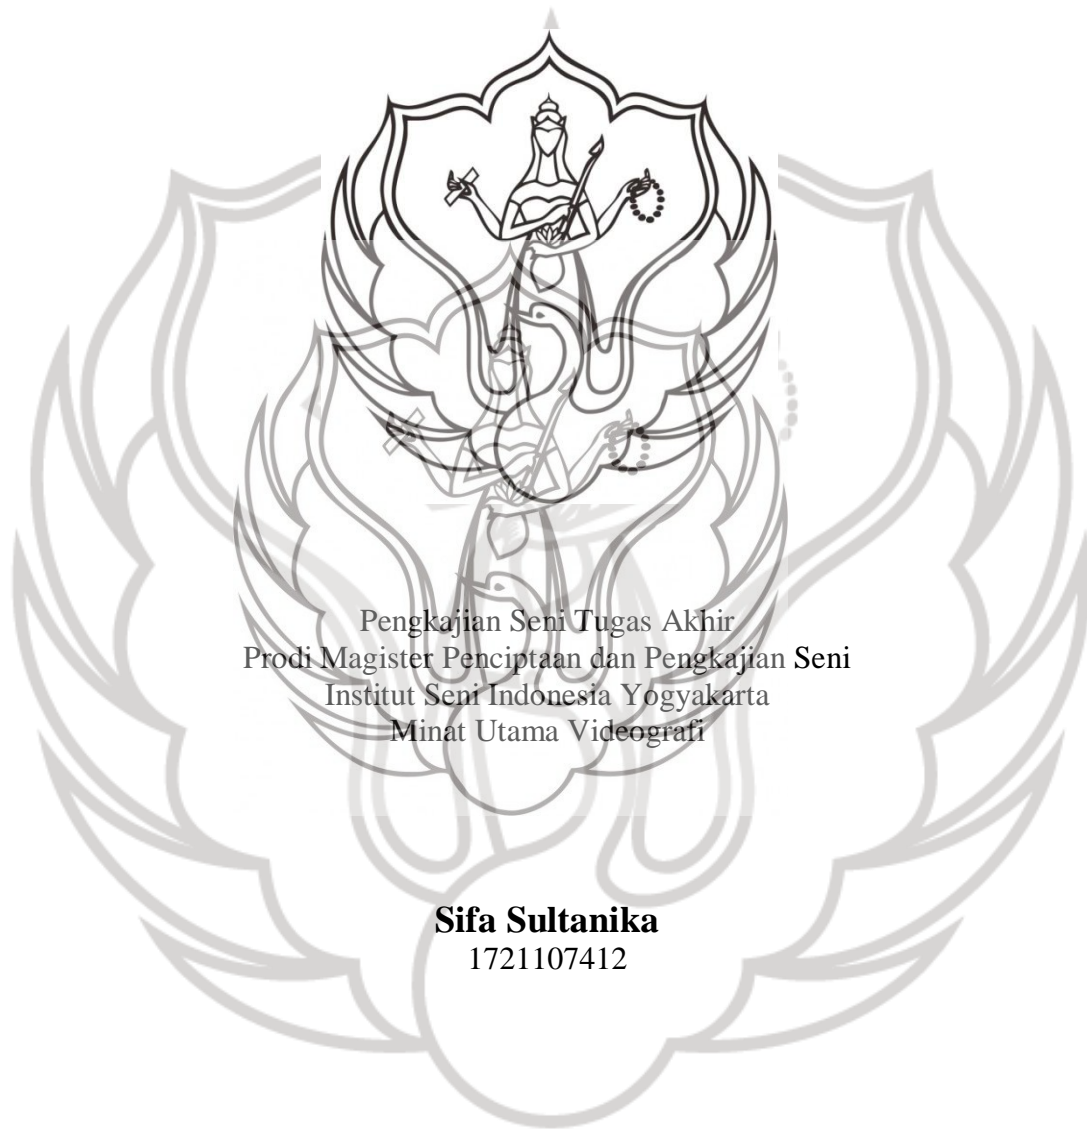 Pengkajian Seni Tugas Akhir
Prodi Magister Penciptaan dan Pengkajian Seni
Institut Seni Indonesia Yogyakarta
Minat Utama Videografi
Sifa Sultanika
1721107412